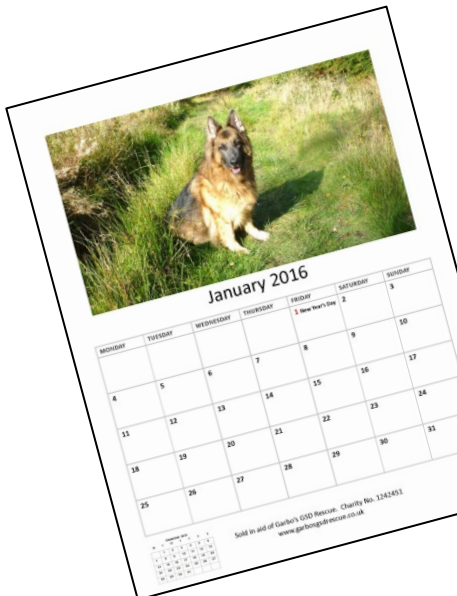 January 2016
MONDAY TUESDAY WEDNESDAY THURSDAY FRIDAY SATURDAY SUNDAY
1 New Year's Day 2 3
4 5 6 7 8 9 10
11 12 13 14 15 16 17
18 19 20 21 22 23 24
25 26 27 28 29 30 31
Sold in aid of Garbo's GSD Rescue. Charity No. 1242451
www.garbosgsdrescue.co.uk